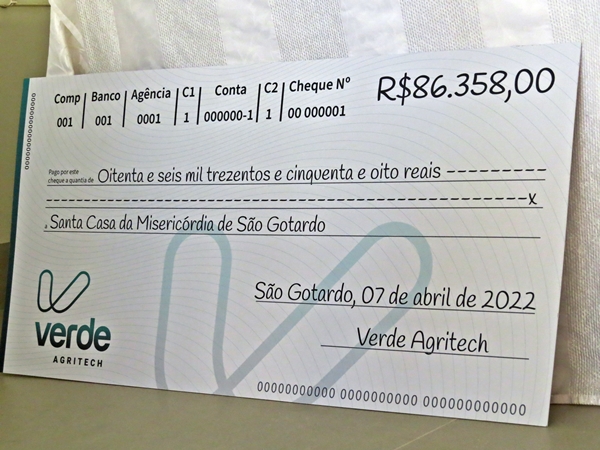 Comp Banco Agência C1 Conta C2 Cheque Nº R$86.358,00
001 001 0001 1 000000-1 1 00 000001
Pago por este
cheque a quantia de Oitenta e seis mil trezentos e cinquenta e oito reais ----------
--------------------------------------------------x
Santa Casa da Misericórdia de São Gotardo
São Gotardo, 07 de abril de 2022
Verde Agritech
verde
AGRITECH
00000000000 0000000000 000000000000